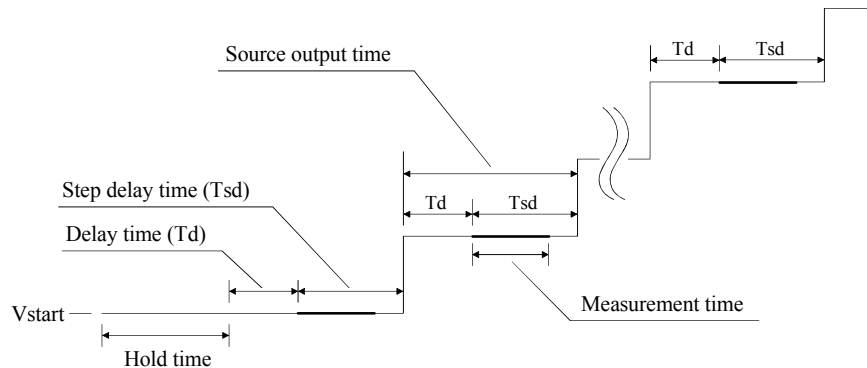 Td
Tsd
Source output time
Step delay time (Tsd)
Td
Tsd
Delay time (Td)
Measurement time
Vstart
Hold time